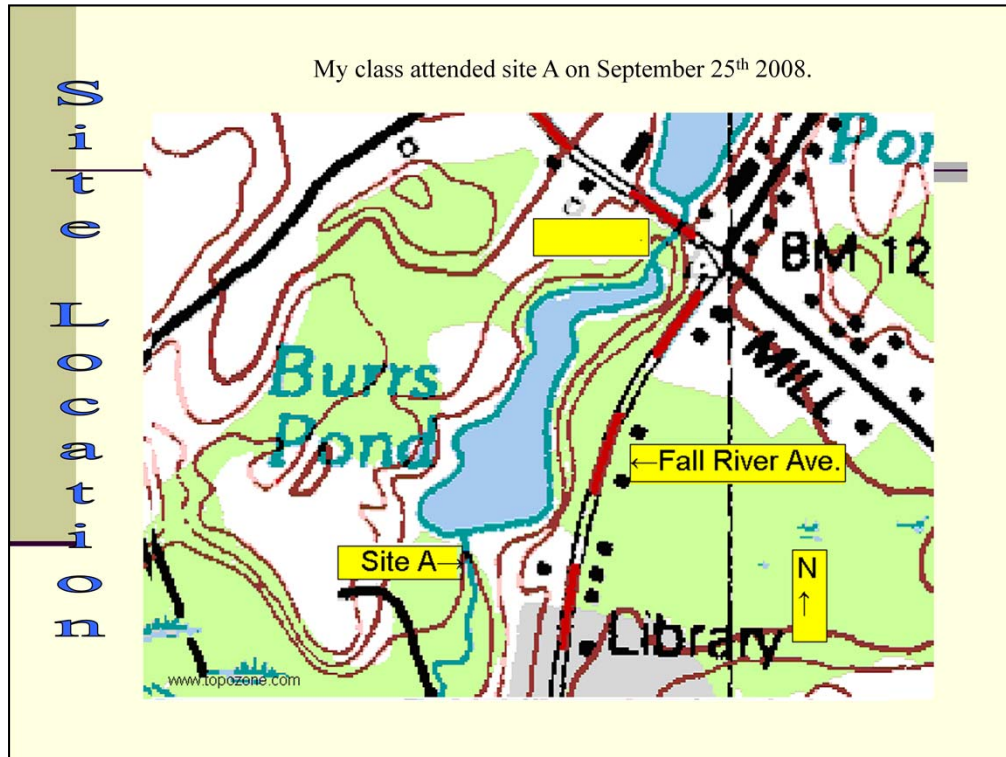 My class attended site A on September 25th 2008.
Site Location
Por
BM 12
Burrs
Pond
MILL
←Fall River Ave.
Site A→
N
↑
Library
www.topozone.com